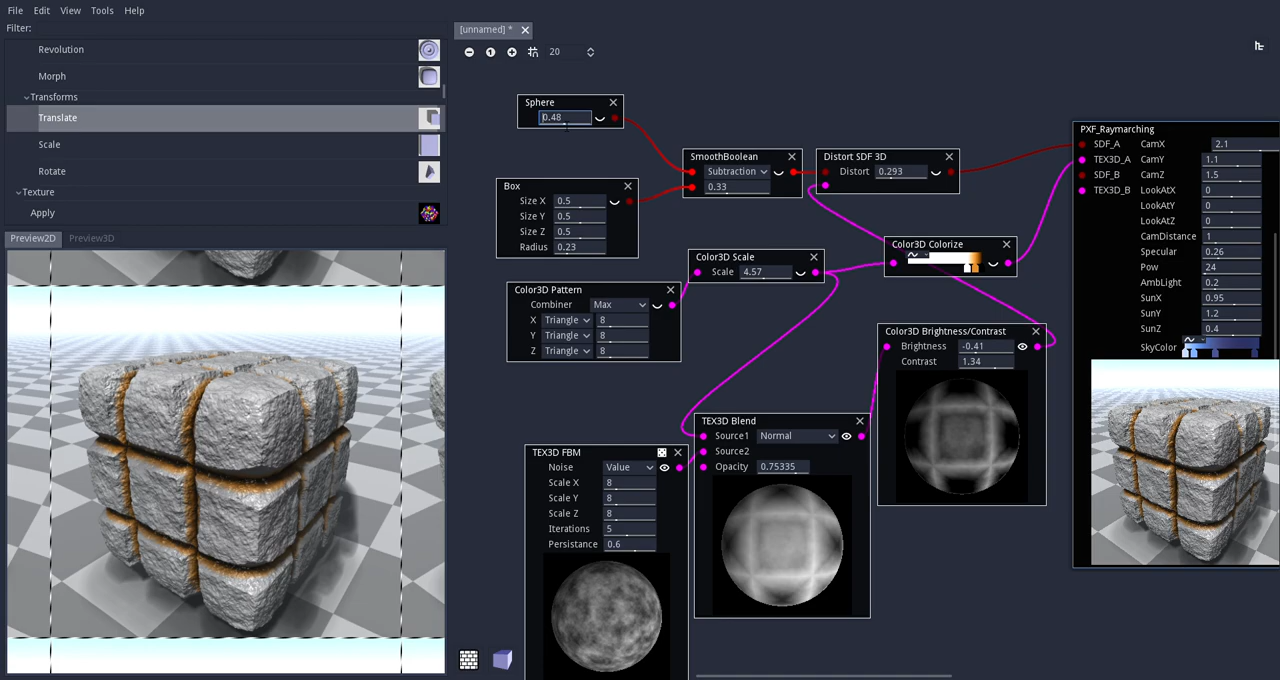 File Edit View Tools Help
Filter:
Revolution
Morph
Transforms
Translate
Scale
Rotate
Texture
Apply
Preview2D Preview3D
[unnamed] *
20
Sphere
0.48
Box
Size X 0.5
Size Y 0.5
Size Z 0.5
Radius 0.23
SmoothBoolean
Subtraction
0.33
Distort SDF 3D
Distort 0.293
Color3D Scale
Scale 4.57
Color3D Colorize
Color3D Pattern
Combiner Max
X Triangle 8
Y Triangle 8
Z Triangle 8
Color3D Brightness/Contrast
Brightness -0.41
Contrast 1.34
TEX3D Blend
Source1 Normal
Source2
Opacity 0.75335
TEX3D FBM
Noise Value
Scale X 8
Scale Y 8
Scale Z 8
Iterations 5
Persistance 0.6
PXF_Raymarching
SDF_A CamX 2.1
TEX3D_A CamY 1.1
SDF_B CamZ 1.5
TEX3D_B LookAtX 0
LookAtY 0
LookAtZ 0
CamDistance 1
Specular 0.26
Pow 24
AmbLight 0.2
SunX 0.95
SunY 1.2
SunZ 0.4
SkyColor